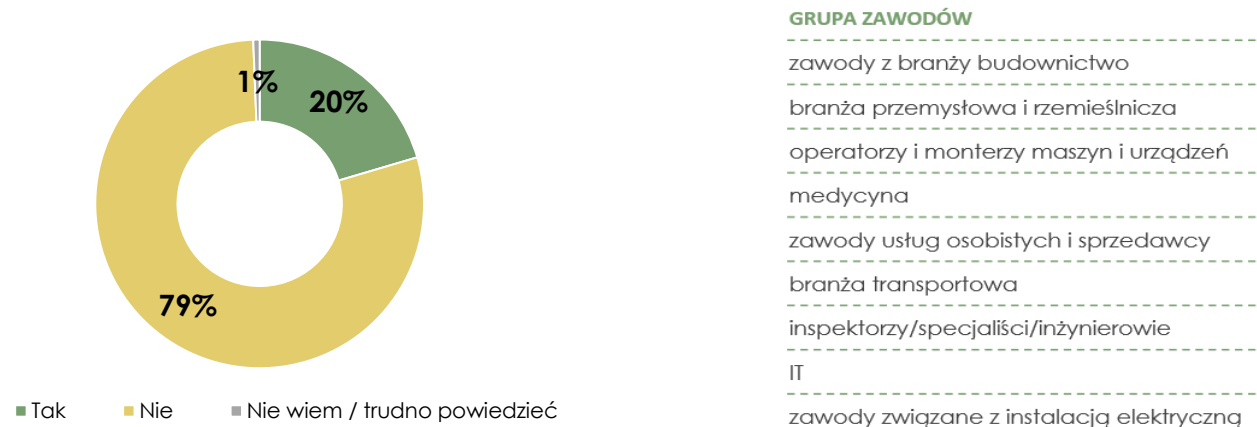 1%
20%
79%
Tak
Nie
Nie wiem / trudno powiedzieć
GRUPA ZAWODÓW
zawody z branży budownictwo
branża przemysłowa i rzemieślnicza
operatorzy i monterzy maszyn i urządzeń
medycyna
zawody usług osobistych i sprzedawcy
branża transportowa
inspektorzy/specjaliści/inżynierowie
IT
zawody związane z instalacją elektryczną